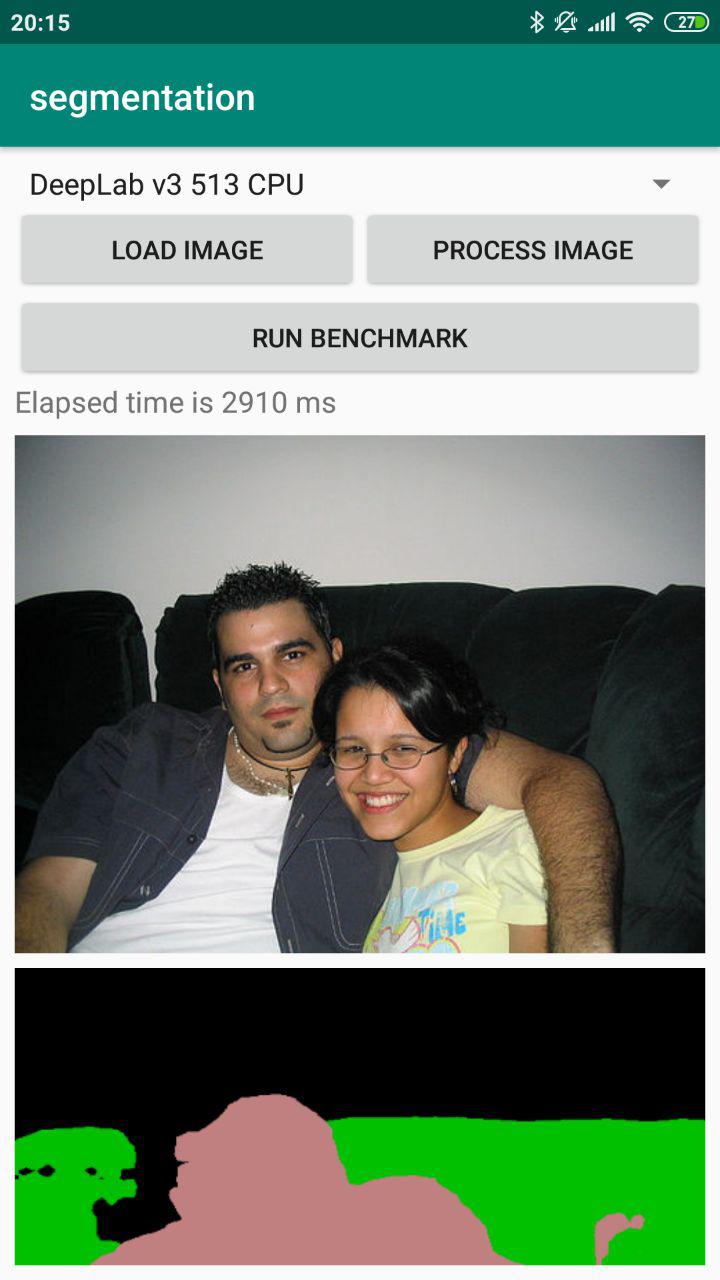 20:15
27
segmentation
DeepLab v3 513 CPU
LOAD IMAGE
PROCESS IMAGE
RUN BENCHMARK
Elapsed time is 2910 ms
TIME